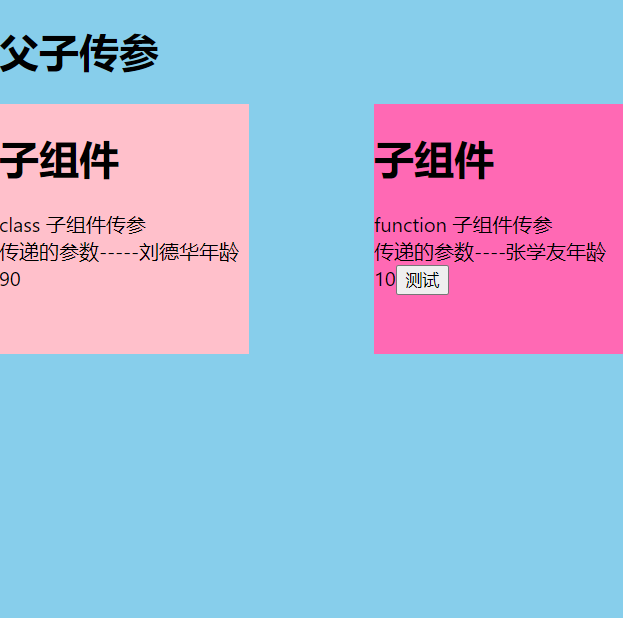 父子传参
子组件
class 子组件传参
传递的参数-----刘德华年龄
90
子组件
function 子组件传参
传递的参数----张学友年龄
10测试